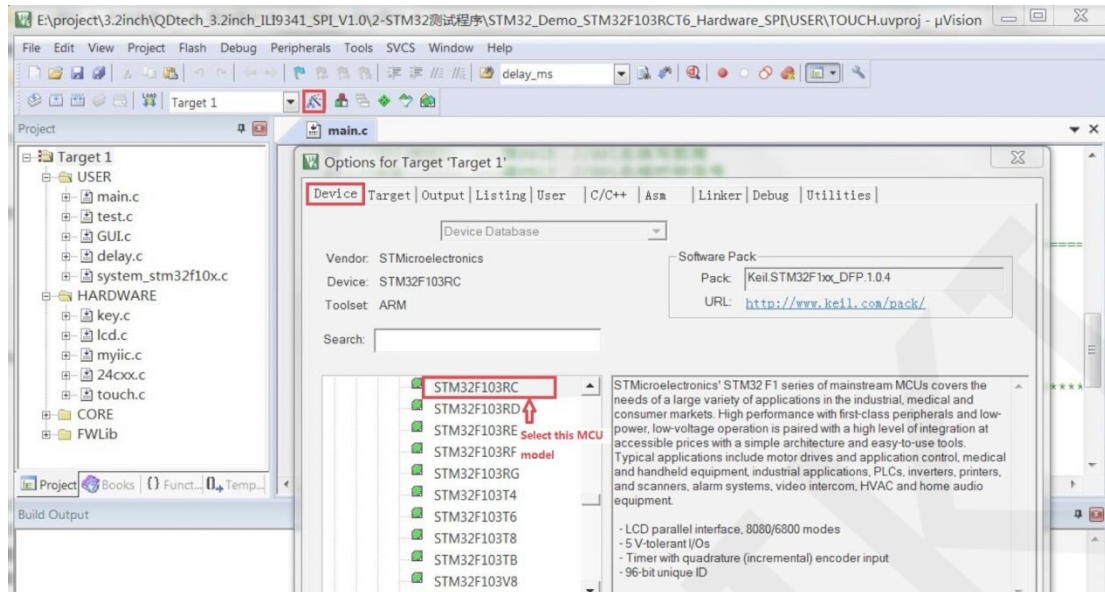 E:\project\3.2inch\QDtech_3.2inch_ILI9341_SPI_V1.0\2-STM32测试程序\STM32_Demo_STM32F103RCT6_Hardware_SPI\USER\TOUCH.uvproj - µVision
File Edit View Project Flash Debug Peripherals Tools SVCS Window Help
delay_ms
LOAD Target 1
Project
main.c
Target 1
USER
main.c
test.c
GUI.c
delay.c
system_stm32f10x.c
HARDWARE
key.c
lcd.c
myiic.c
24cxx.c
touch.c
CORE
FWLib
Project Books {} Funct... 0 Temp...
Build Output
Options for Target 'Target 1'
Device Target Output Listing User C/C++ Asm Linker Debug Utilities
Device Database
Vendor: STMicroelectronics
Device: STM32F103RC
Toolset: ARM
Search:
Software Pack
Pack: Keil.STM32F1xx_DFP.1.0.4
URL: http://www.keil.com/pack/
STM32F103RC
STM32F103RD
STM32F103RE
STM32F103RF
STM32F103RG
STM32F103T4
STM32F103T6
STM32F103T8
STM32F103TB
STM32F103V8
Select this MCU
model
STMicroelectronics' STM32 F1 series of mainstream MCUs covers the
needs of a large variety of applications in the industrial, medical and
consumer markets. High performance with first-class peripherals and low-
power, low-voltage operation is paired with a high level of integration at
accessible prices with a simple architecture and easy-to-use tools.
Typical applications include motor drives and application control, medical
and handheld equipment, industrial applications, PLCs, inverters, printers,
and scanners, alarm systems, video intercom, HVAC and home audio
equipment.
- LCD parallel interface, 8080/6800 modes
- 5 V-tolerant I/Os
- Timer with quadrature (incremental) encoder input
- 96-bit unique ID
====
****